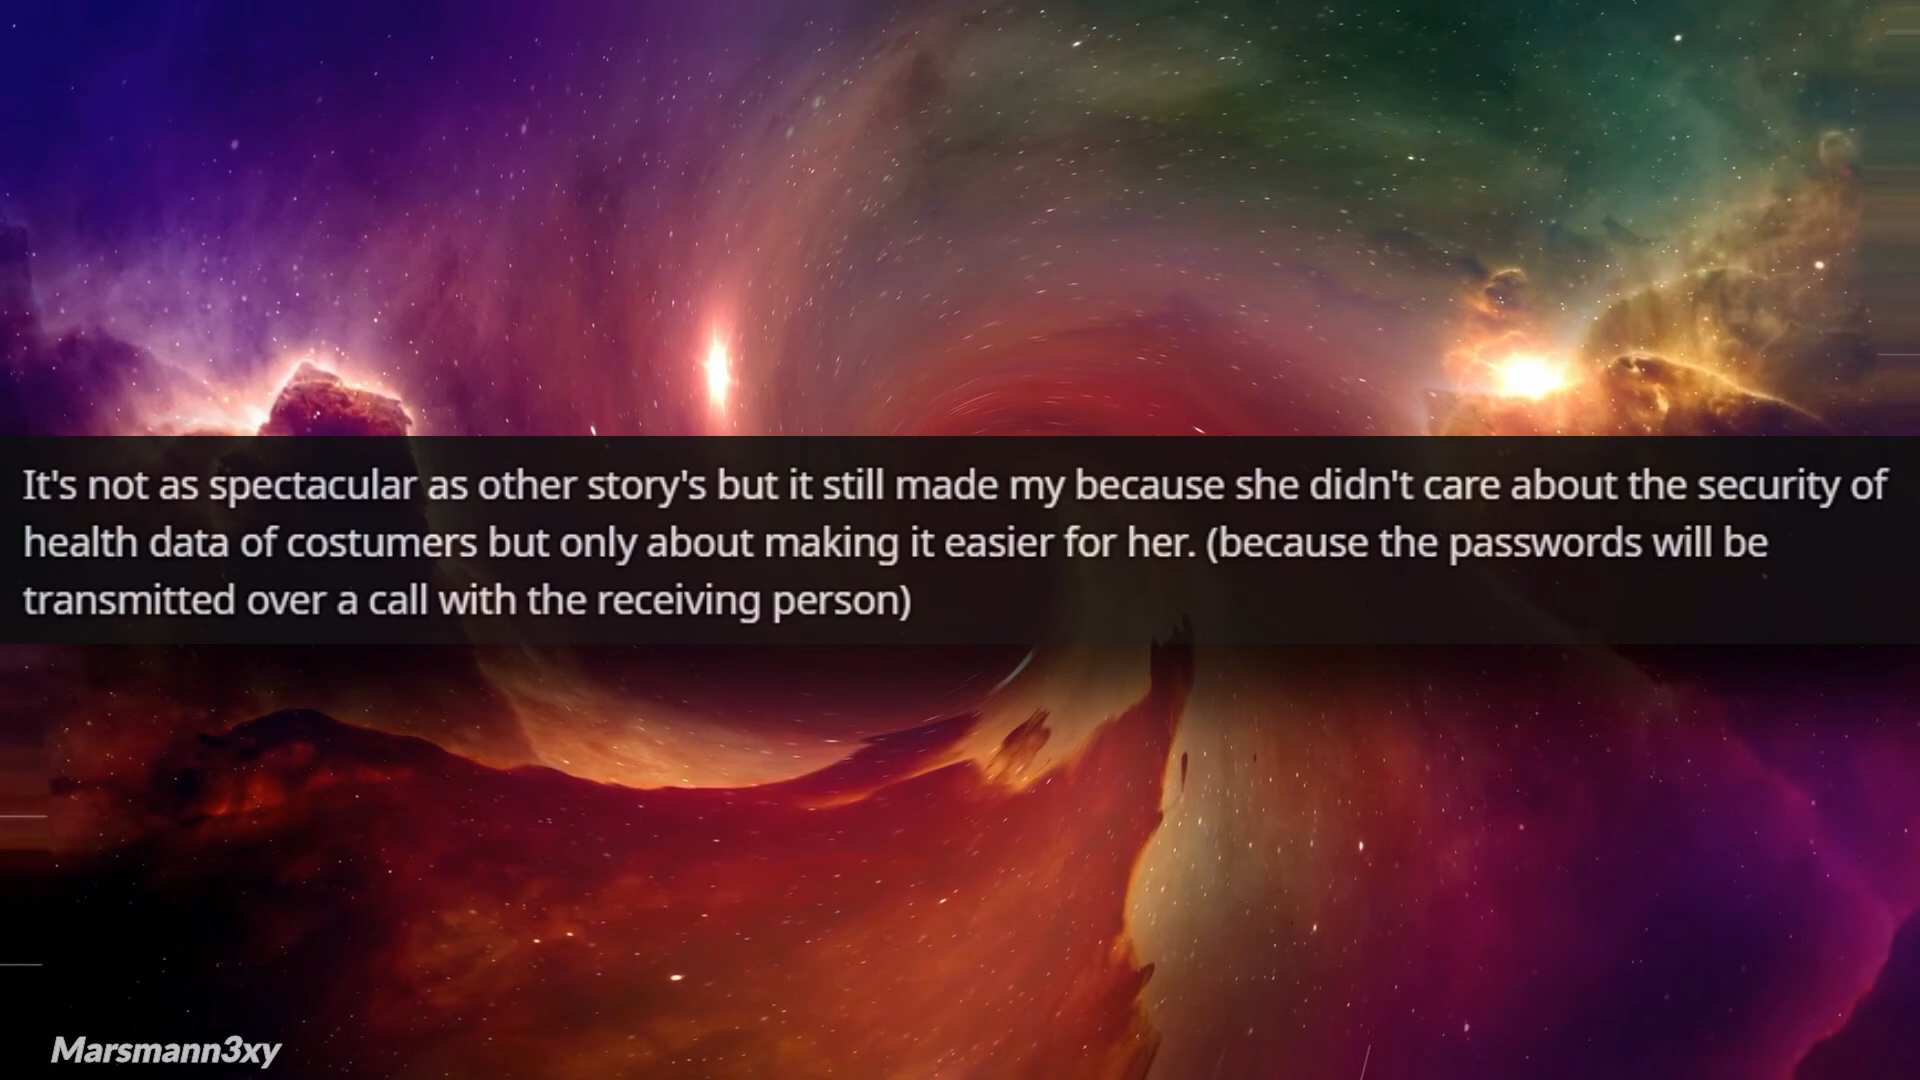 It's not as spectacular as other story's but it still made my because she didn't care about the security of
health data of costumers but only about making it easier for her. (because the passwords will be
transmitted over a call with the receiving person)
Marsmann3xy